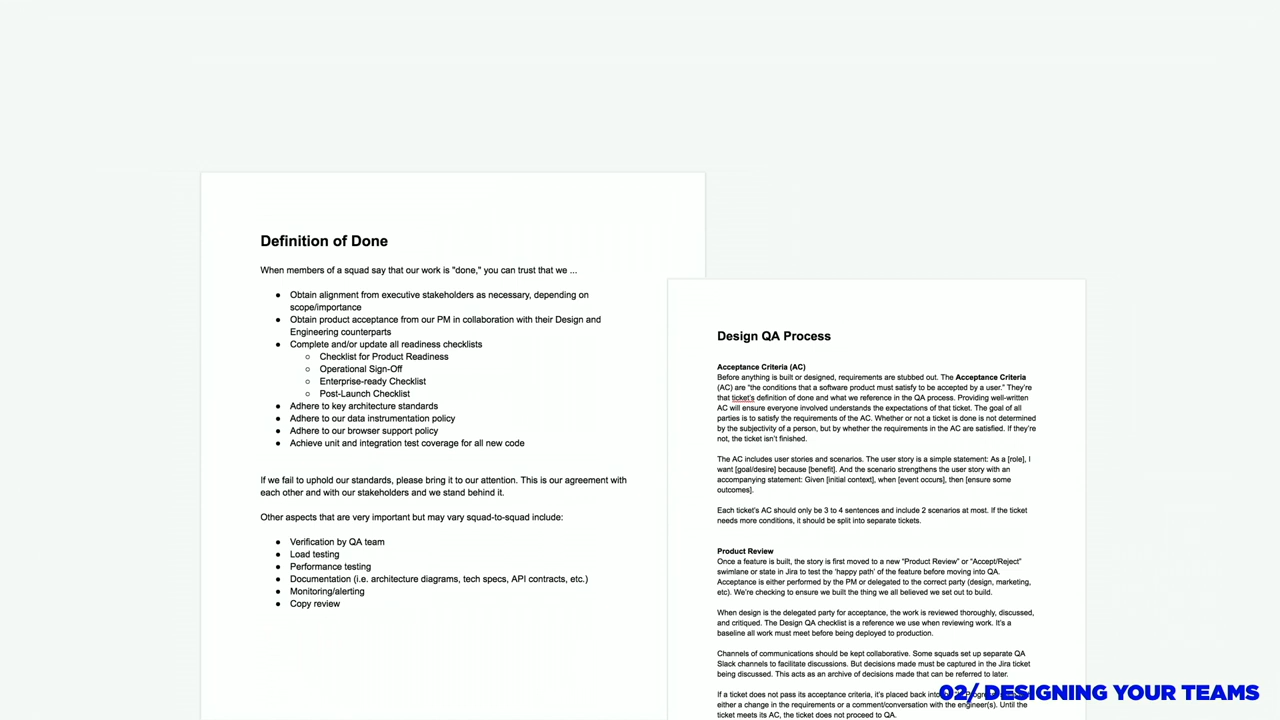 Definition of Done
When members of a squad say that our work is "done," you can trust that we ...
● Obtain alignment from executive stakeholders as necessary, depending on
scope/importance
● Obtain product acceptance from our PM in collaboration with their Design and
Engineering counterparts
● Complete and/or update all readiness checklists
○ Checklist for Product Readiness
○ Operational Sign-Off
○ Enterprise-ready Checklist
○ Post-Launch Checklist
● Adhere to key architecture standards
● Adhere to our data instrumentation policy
● Adhere to our browser support policy
● Achieve unit and integration test coverage for all new code
If we fail to uphold our standards, please bring it to our attention. This is our agreement with
each other and with our stakeholders and we stand behind it.
Other aspects that are very important but may vary squad-to-squad include:
● Verification by QA team
● Load testing
● Performance testing
● Documentation (i.e. architecture diagrams, tech specs, API contracts, etc.)
● Monitoring/alerting
● Copy review
Design QA Process
Acceptance Criteria (AC)
Before anything is built or designed, requirements are stubbed out. The Acceptance Criteria
(AC) are “the conditions that a software product must satisfy to be accepted by a user.” They’re
that ticket’s definition of done and what we reference in the QA process. Providing well-written
AC will ensure everyone involved understands the expectations of that ticket. The goal of all
parties is to satisfy the requirements of the AC. Whether or not a ticket is done is not determined
by the subjectivity of a person, but by whether the requirements in the AC are satisfied. If they’re
not, the ticket isn’t finished.
The AC includes user stories and scenarios. The user story is a simple statement: As a [role], I
want [goal/desire] because [benefit]. And the scenario strengthens the user story with an
accompanying statement: Given [initial context], when [event occurs], then [ensure some
outcomes].
Each ticket’s AC should only be 3 to 4 sentences and include 2 scenarios at most. If the ticket
needs more conditions, it should be split into separate tickets.
Product Review
Once a feature is built, the story is first moved to a new “Product Review” or “Accept/Reject”
swimlane or state in Jira to test the ‘happy path’ of the feature before moving into QA.
Acceptance is either performed by the PM or delegated to the correct party (design, marketing,
etc). We’re checking to ensure we built the thing we all believed we set out to build.
When design is the delegated party for acceptance, the work is reviewed thoroughly, discussed,
and critiqued. The Design QA checklist is a reference we use when reviewing work. It’s a
baseline all work must meet before being deployed to production.
Channels of communications should be kept collaborative. Some squads set up separate QA
Slack channels to facilitate discussions. But decisions made must be captured in the Jira ticket
being discussed. This acts as an archive of decisions made that can be referred to later.
If a ticket does not pass its acceptance criteria, it’s placed back
either a change in the requirements or a comment/conversation with the engineer(s). Until the
ticket meets its AC, the ticket does not proceed to QA.
02/ DESIGNING YOUR TEAMS